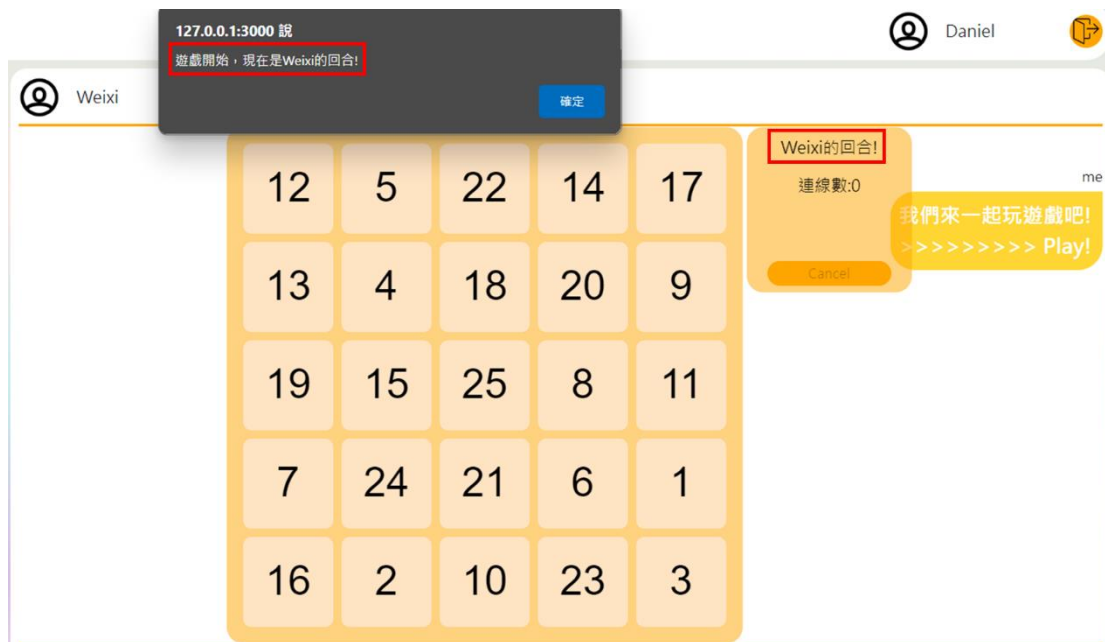 127.0.0.1:3000 說
遊戲開始，現在是Weixi的回合!
確定
Daniel
Weixi
12 5 22 14 17
13 4 18 20 9
19 15 25 8 11
7 24 21 6 1
16 2 10 23 3
Weixi的回合!
連線數:0
Cancel
me
我們來一起玩遊戲吧!
>>>>>>>>>> Play!